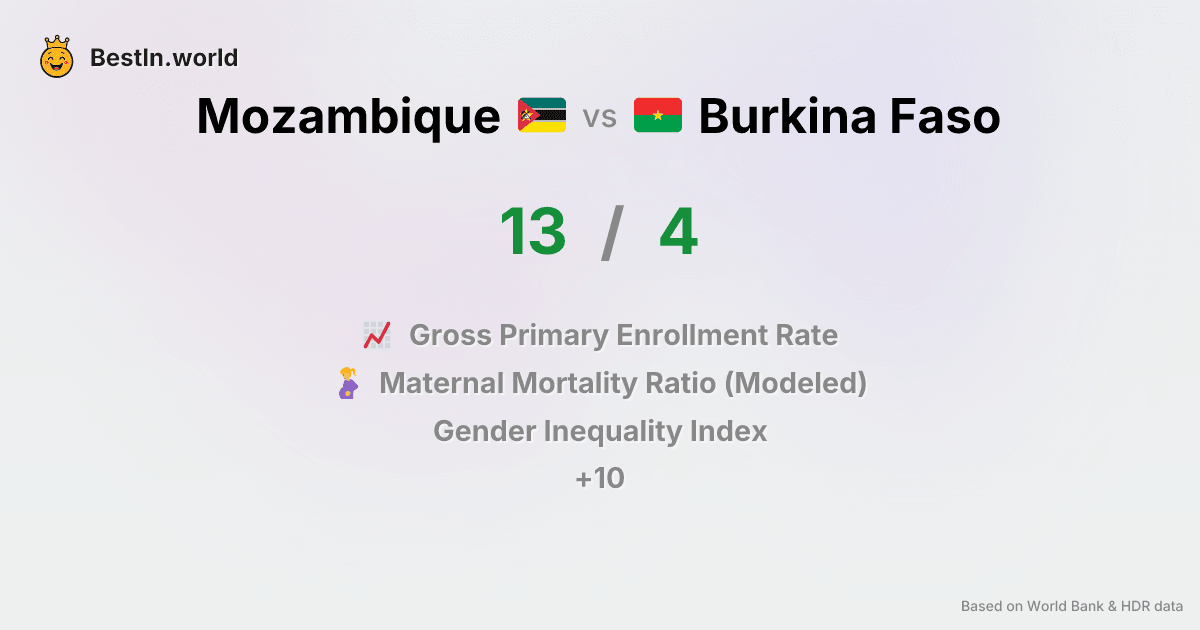 BestIn.world
Mozambique vs Burkina Faso
13 / 4
Gross Primary Enrollment Rate
Maternal Mortality Ratio (Modeled)
Gender Inequality Index
+10
Based on World Bank & HDR data